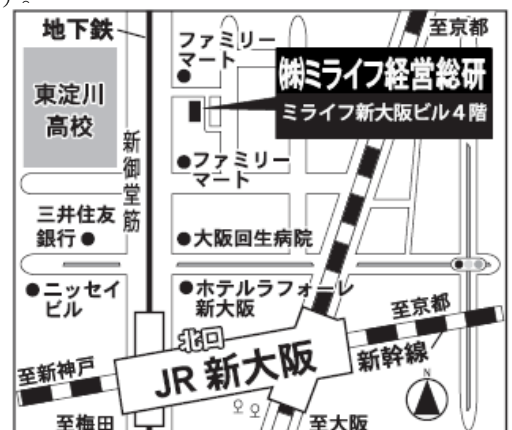 地下鉄
至京都
ファミリー
マート
㈱ミライフ経営総研
ミライフ新大阪ビル4階
東淀川
高校
新御堂筋
ファミリー
マート
三井住友
銀行
大阪回生病院
ニッセイ
ビル
ホテルラフォーレ
新大阪
至京都
北口
JR 新大阪
新幹線
至新神戸
N
至梅田
至大阪